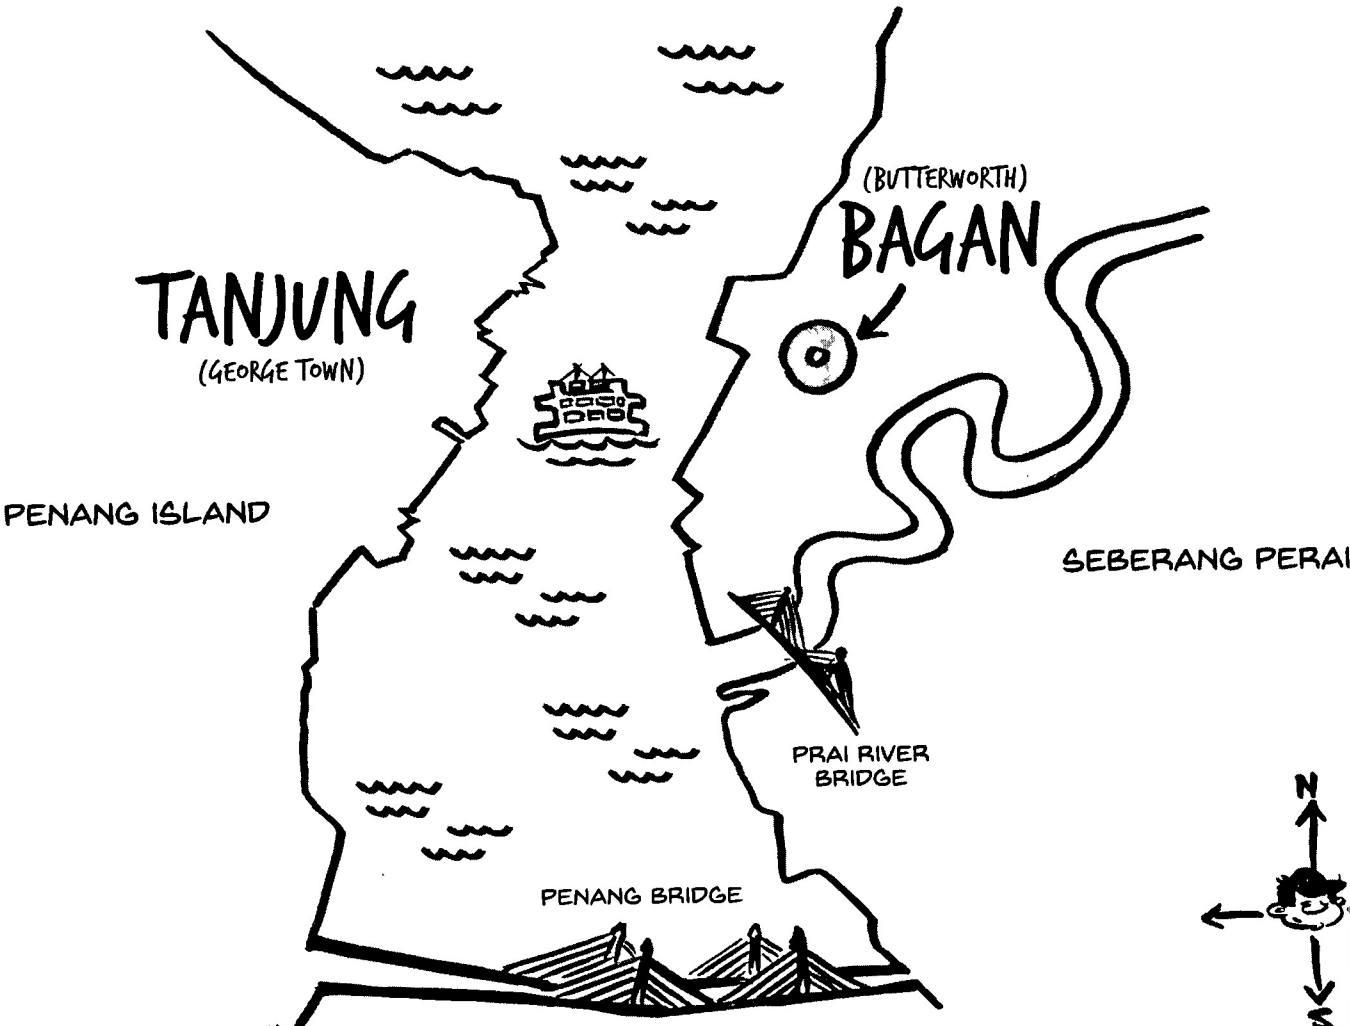 (BUTTERWORTH)
BAGAN
TANJUNG
(GEORGE TOWN)
PENANG ISLAND
SEBERANG PERAI
PRAI RIVER
BRIDGE
N
PENANG BRIDGE
S